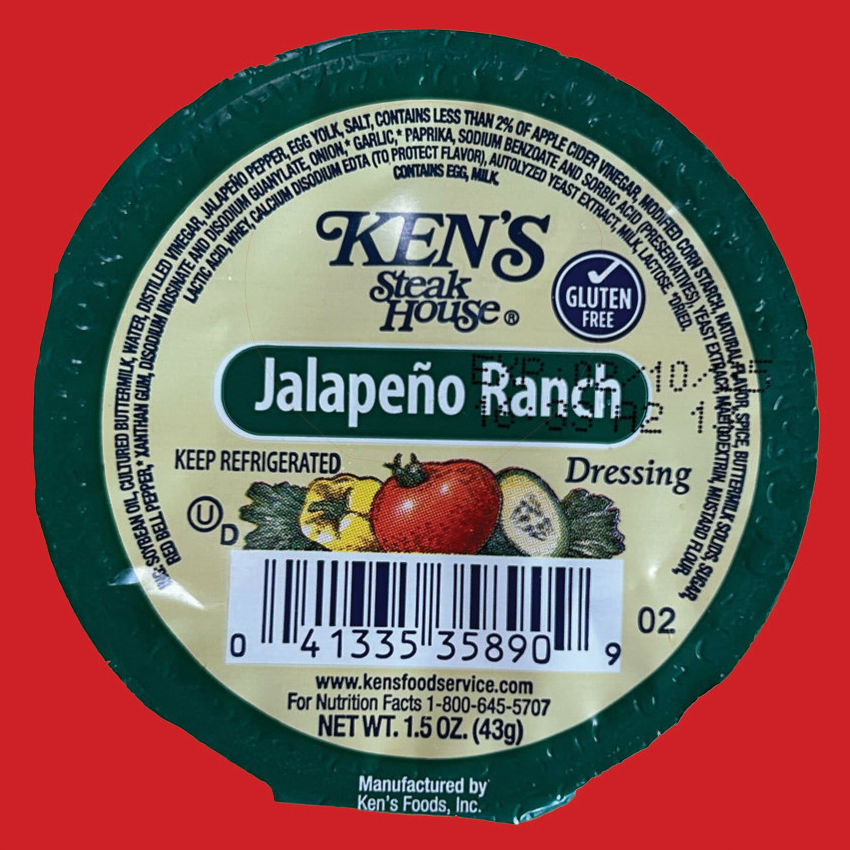 ING: SOYBEAN OIL, CULTURED BUTTERMILK, WATER, DISTILLED VINEGAR, JALAPEÑO PEPPER, EGG YOLK, SALT, CONTAINS LESS THAN 2% OF APPLE CIDER VINEGAR, MODIFIED CORN STARCH, NATURAL FLAVOR, SPICE, BUTTERMILK SOLIDS, SUGAR,
RED BELL PEPPER,* XANTHAN GUM, DISODIUM INOSINATE AND DISODIUM GUANYLATE, ONION,* GARLIC,* PAPRIKA, SODIUM BENZOATE AND SORBIC ACID (PRESERVATIVES), YEAST EXTRACT, MALTODEXTRIN, MUSTARD FLOUR,
LACTIC ACID, WHEY, CALCIUM DISODIUM EDTA (TO PROTECT FLAVOR), AUTOLYZED YEAST EXTRACT, MILK, LACTOSE. *DRIED.
CONTAINS EGG, MILK.
KEN'S
Steak
House®
GLUTEN
FREE
Jalapeño Ranch
KEEP REFRIGERATED
Dressing
U
D
0 41335 35890 9
02
www.kensfoodservice.com
For Nutrition Facts 1-800-645-5707
NET WT. 1.5 OZ. (43g)
Manufactured by
Ken's Foods, Inc.